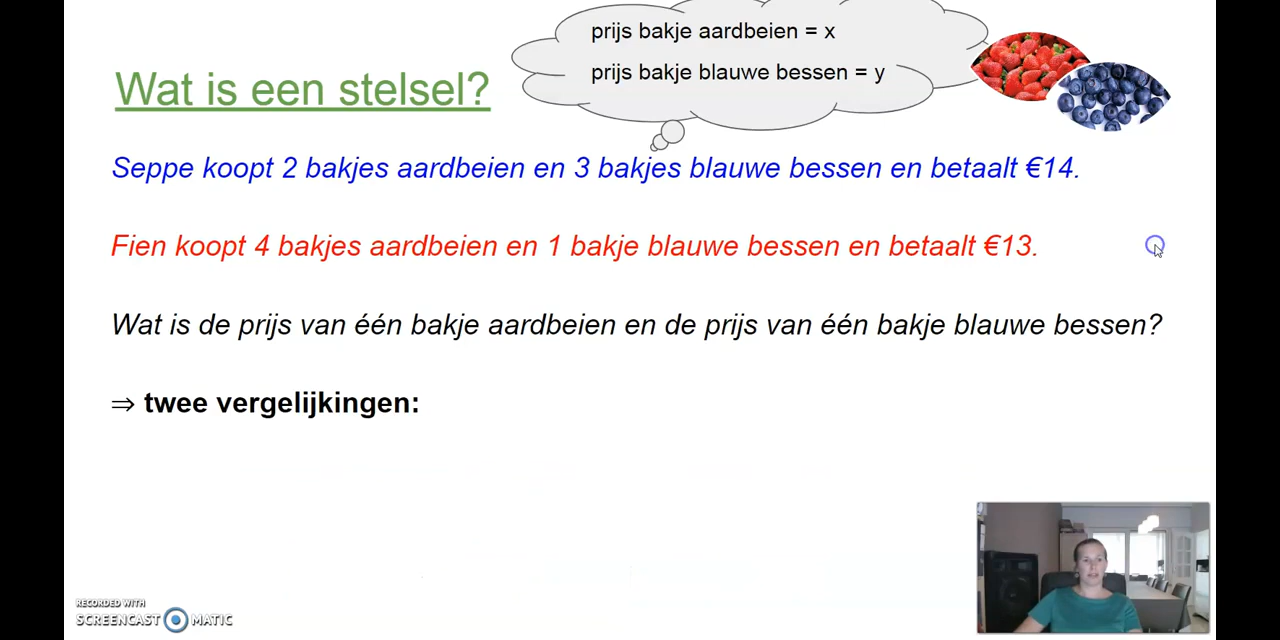 prijs bakje aardbeien = x
prijs bakje blauwe bessen = y
Wat is een stelsel?
Seppe koopt 2 bakjes aardbeien en 3 bakjes blauwe bessen en betaalt €14.
Fien koopt 4 bakjes aardbeien en 1 bakje blauwe bessen en betaalt €13.
Wat is de prijs van één bakje aardbeien en de prijs van één bakje blauwe bessen?
⇒ twee vergelijkingen:
RECORDED WITH
SCREENCAST MATIC